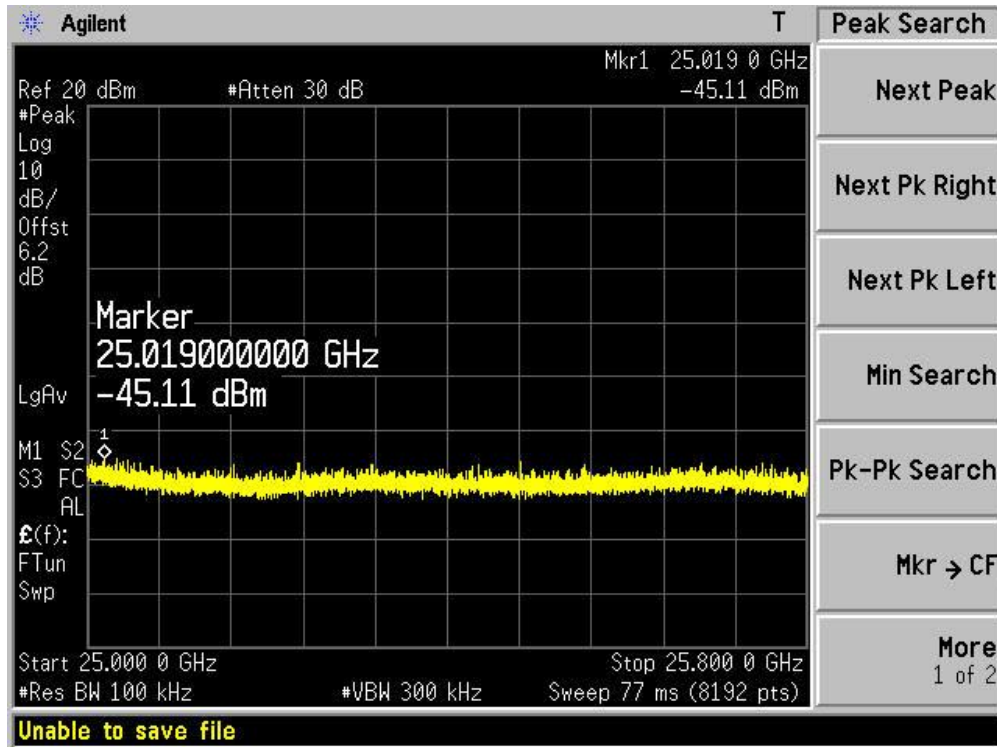 Agilent
T
Peak Search
Mkr1 25.019 0 GHz
Ref 20 dBm #Atten 30 dB -45.11 dBm
#Peak
Log
10
dB/
Offst
6.2
dB
Marker
25.019000000 GHz
-45.11 dBm
LgAv
1
M1 S2
S3 FC
AL
£(f):
FTun
Swp
Start 25.000 0 GHz Stop 25.800 0 GHz
#Res BW 100 kHz #VBW 300 kHz Sweep 77 ms (8192 pts)
Unable to save file
Next Peak
Next Pk Right
Next Pk Left
Min Search
Pk-Pk Search
Mkr → CF
More
1 of 2